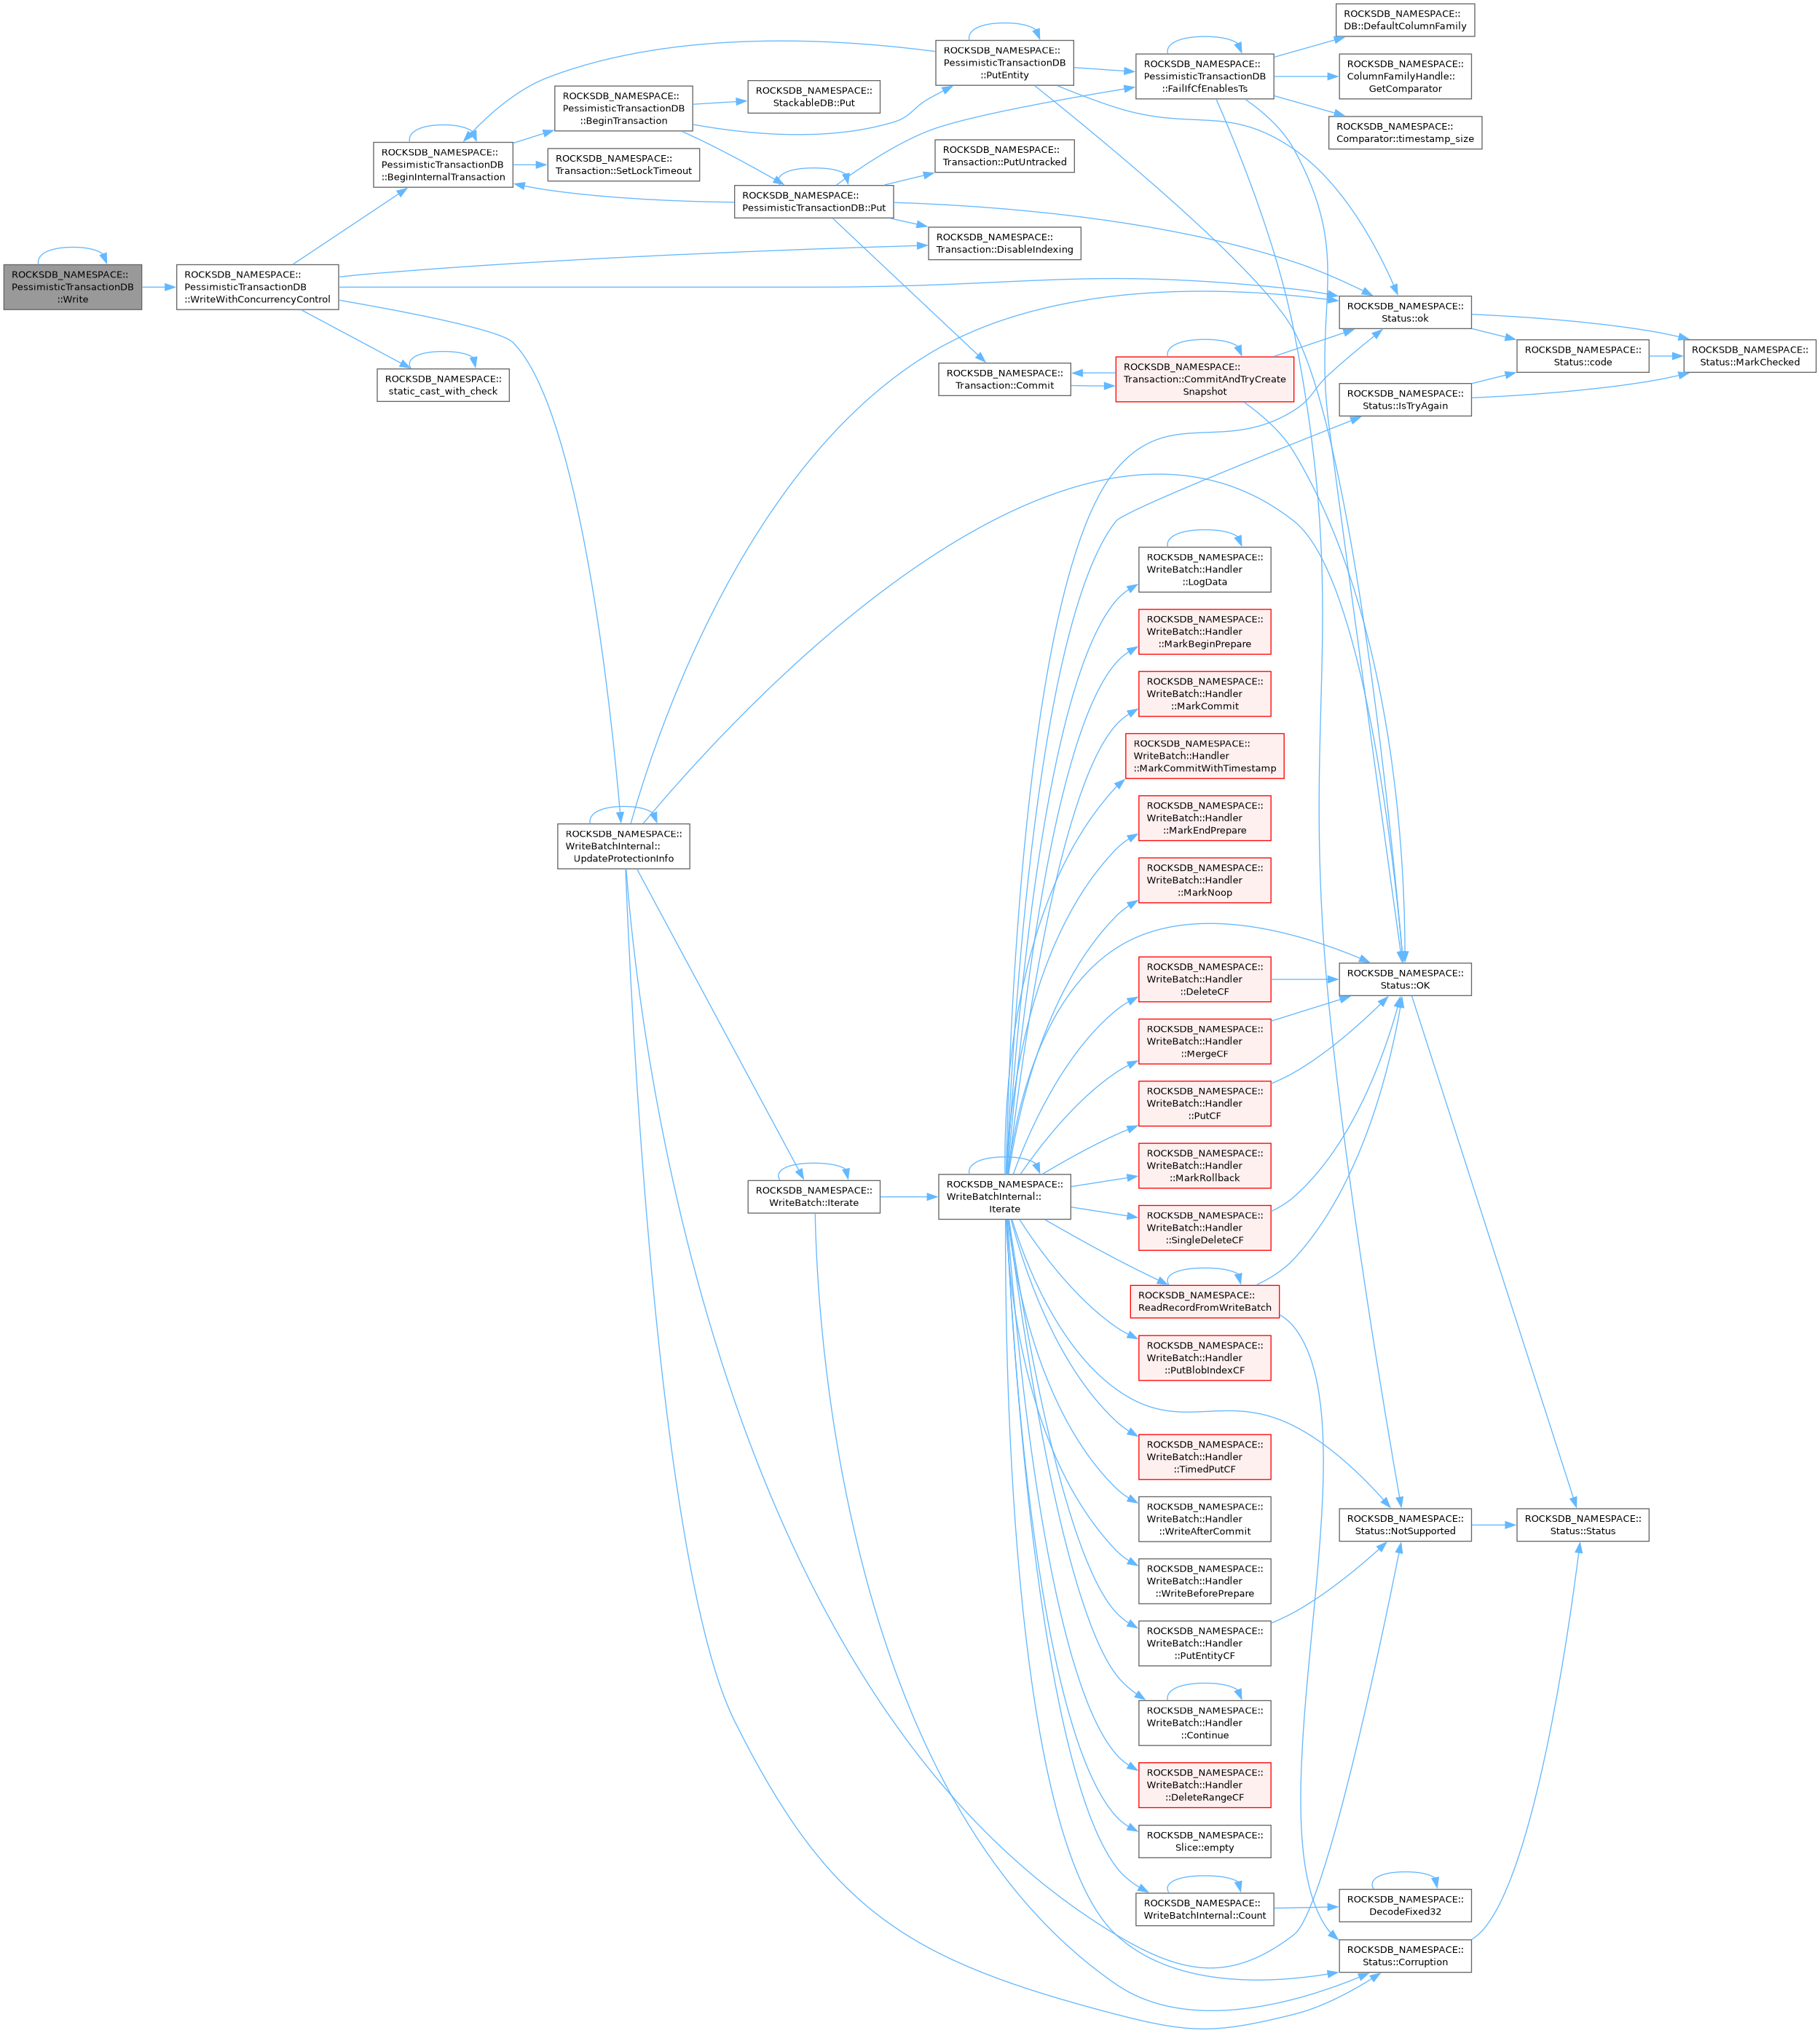 ROCKSDB_NAMESPACE::
PessimisticTransactionDB
::Write
ROCKSDB_NAMESPACE::
PessimisticTransactionDB
::WriteWithConcurrencyControl
ROCKSDB_NAMESPACE::
PessimisticTransactionDB
::BeginInternalTransaction
ROCKSDB_NAMESPACE::
static_cast_with_check
ROCKSDB_NAMESPACE::
PessimisticTransactionDB
::BeginTransaction
ROCKSDB_NAMESPACE::
Transaction::SetLockTimeout
ROCKSDB_NAMESPACE::
WriteBatchInternal::
UpdateProtectionInfo
ROCKSDB_NAMESPACE::
StackableDB::Put
ROCKSDB_NAMESPACE::
PessimisticTransactionDB::Put
ROCKSDB_NAMESPACE::
WriteBatch::Iterate
ROCKSDB_NAMESPACE::
PessimisticTransactionDB
::PutEntity
ROCKSDB_NAMESPACE::
Transaction::PutUntracked
ROCKSDB_NAMESPACE::
Transaction::DisableIndexing
ROCKSDB_NAMESPACE::
Transaction::Commit
ROCKSDB_NAMESPACE::
WriteBatchInternal::
Iterate
ROCKSDB_NAMESPACE::
PessimisticTransactionDB
::FailIfCfEnablesTs
ROCKSDB_NAMESPACE::
Transaction::CommitAndTryCreate
Snapshot
ROCKSDB_NAMESPACE::
WriteBatch::Handler
::LogData
ROCKSDB_NAMESPACE::
WriteBatch::Handler
::MarkBeginPrepare
ROCKSDB_NAMESPACE::
WriteBatch::Handler
::MarkCommit
ROCKSDB_NAMESPACE::
WriteBatch::Handler
::MarkCommitWithTimestamp
ROCKSDB_NAMESPACE::
WriteBatch::Handler
::MarkEndPrepare
ROCKSDB_NAMESPACE::
WriteBatch::Handler
::MarkNoop
ROCKSDB_NAMESPACE::
WriteBatch::Handler
::DeleteCF
ROCKSDB_NAMESPACE::
WriteBatch::Handler
::MergeCF
ROCKSDB_NAMESPACE::
WriteBatch::Handler
::PutCF
ROCKSDB_NAMESPACE::
WriteBatch::Handler
::MarkRollback
ROCKSDB_NAMESPACE::
WriteBatch::Handler
::SingleDeleteCF
ROCKSDB_NAMESPACE::
ReadRecordFromWriteBatch
ROCKSDB_NAMESPACE::
WriteBatch::Handler
::PutBlobIndexCF
ROCKSDB_NAMESPACE::
WriteBatch::Handler
::TimedPutCF
ROCKSDB_NAMESPACE::
WriteBatch::Handler
::WriteAfterCommit
ROCKSDB_NAMESPACE::
WriteBatch::Handler
::WriteBeforePrepare
ROCKSDB_NAMESPACE::
WriteBatch::Handler
::PutEntityCF
ROCKSDB_NAMESPACE::
WriteBatch::Handler
::Continue
ROCKSDB_NAMESPACE::
WriteBatch::Handler
::DeleteRangeCF
ROCKSDB_NAMESPACE::
Slice::empty
ROCKSDB_NAMESPACE::
WriteBatchInternal::Count
ROCKSDB_NAMESPACE::
DB::DefaultColumnFamily
ROCKSDB_NAMESPACE::
ColumnFamilyHandle::
GetComparator
ROCKSDB_NAMESPACE::
Comparator::timestamp_size
ROCKSDB_NAMESPACE::
Status::ok
ROCKSDB_NAMESPACE::
Status::IsTryAgain
ROCKSDB_NAMESPACE::
Status::OK
ROCKSDB_NAMESPACE::
Status::NotSupported
ROCKSDB_NAMESPACE::
DecodeFixed32
ROCKSDB_NAMESPACE::
Status::Corruption
ROCKSDB_NAMESPACE::
Status::code
ROCKSDB_NAMESPACE::
Status::Status
ROCKSDB_NAMESPACE::
Status::MarkChecked